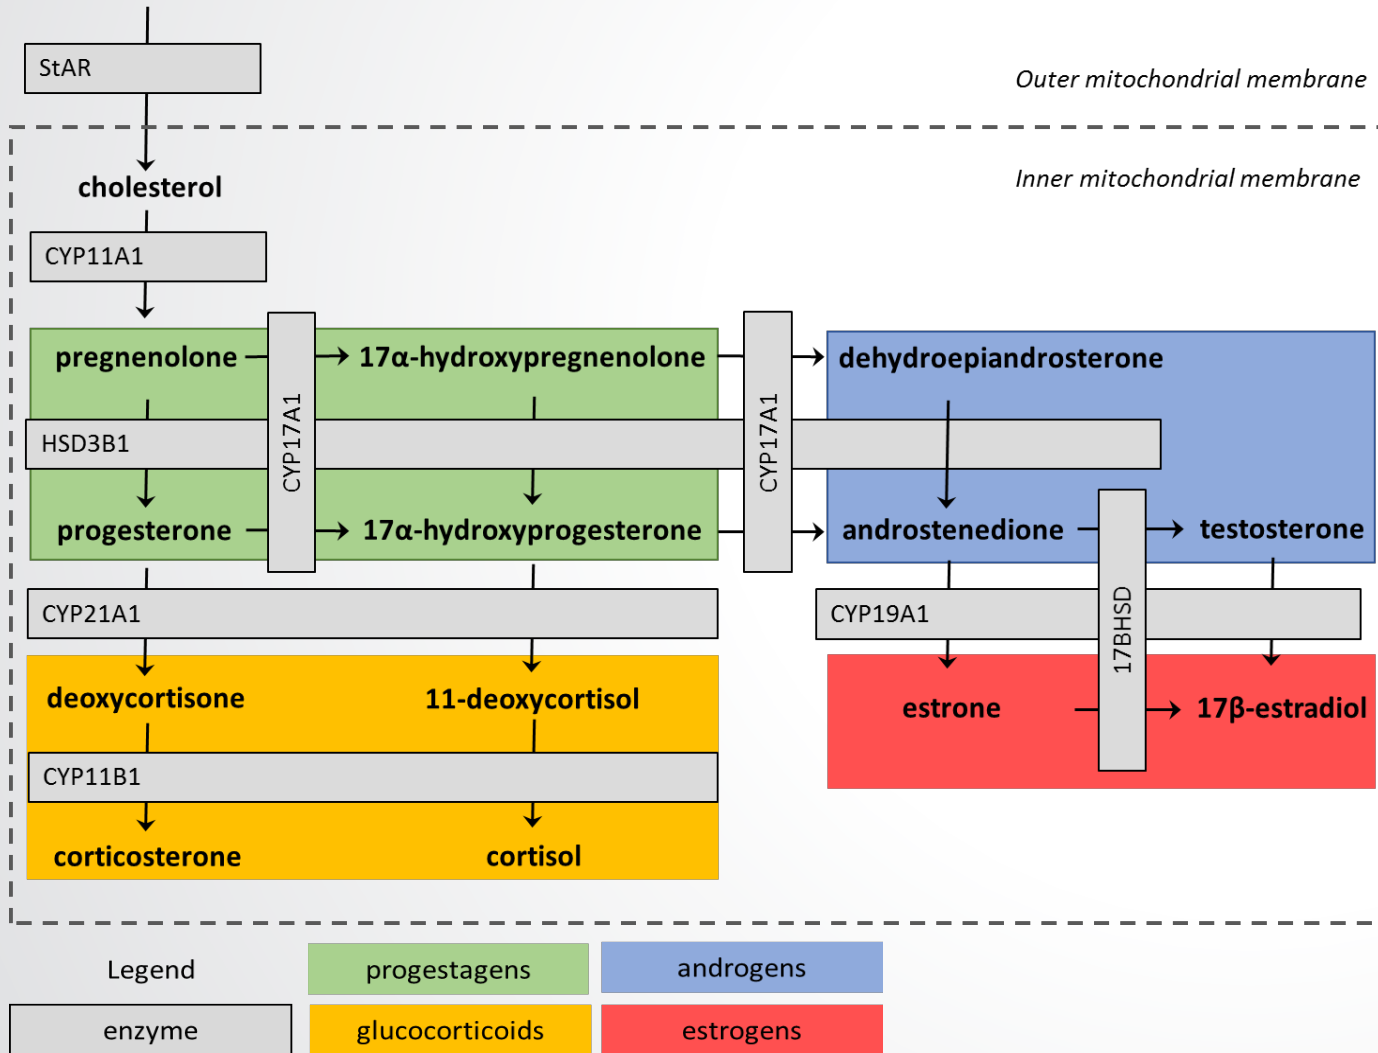 StAR
Outer mitochondrial membrane
cholesterol
Inner mitochondrial membrane
CYP11A1
pregnenolone
17α-hydroxypregnenolone
dehydroepiandrosterone
HSD3B1
CYP17A1
CYP17A1
progesterone
17α-hydroxyprogesterone
androstenedione
testosterone
CYP21A1
CYP19A1
17BHSD
deoxycortisone
11-deoxycortisol
estrone
17β-estradiol
CYP11B1
corticosterone
cortisol
Legend
progestagens
androgens
enzyme
glucocorticoids
estrogens